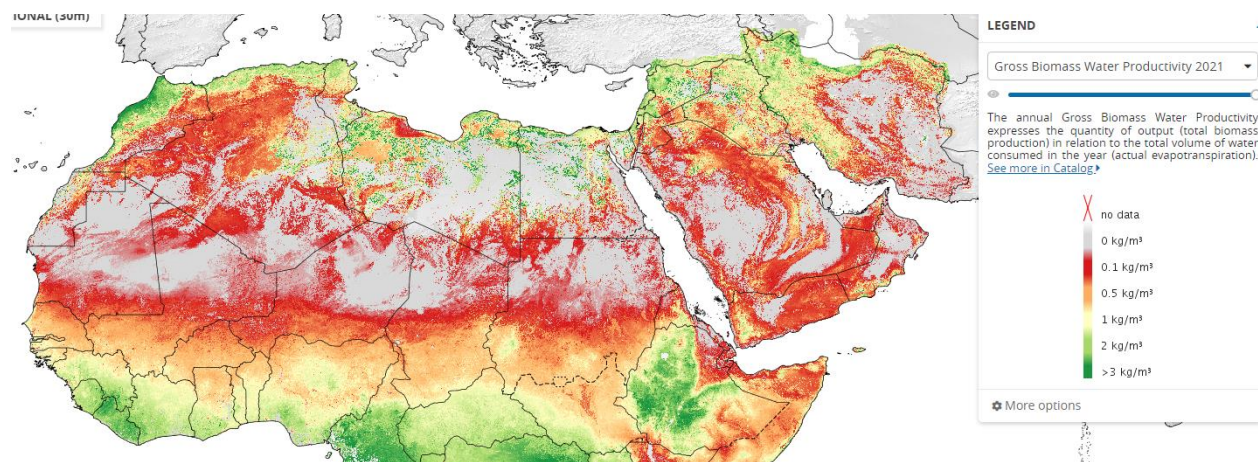 IONAL (30m)
LEGEND
Gross Biomass Water Productivity 2021
The annual Gross Biomass Water Productivity
expresses the quantity of output (total biomass
production) in relation to the total volume of water
consumed in the year (actual evapotranspiration).
See more in Catalog
no data
0 kg/m³
0.1 kg/m³
0.5 kg/m³
1 kg/m³
2 kg/m³
>3 kg/m³
More options